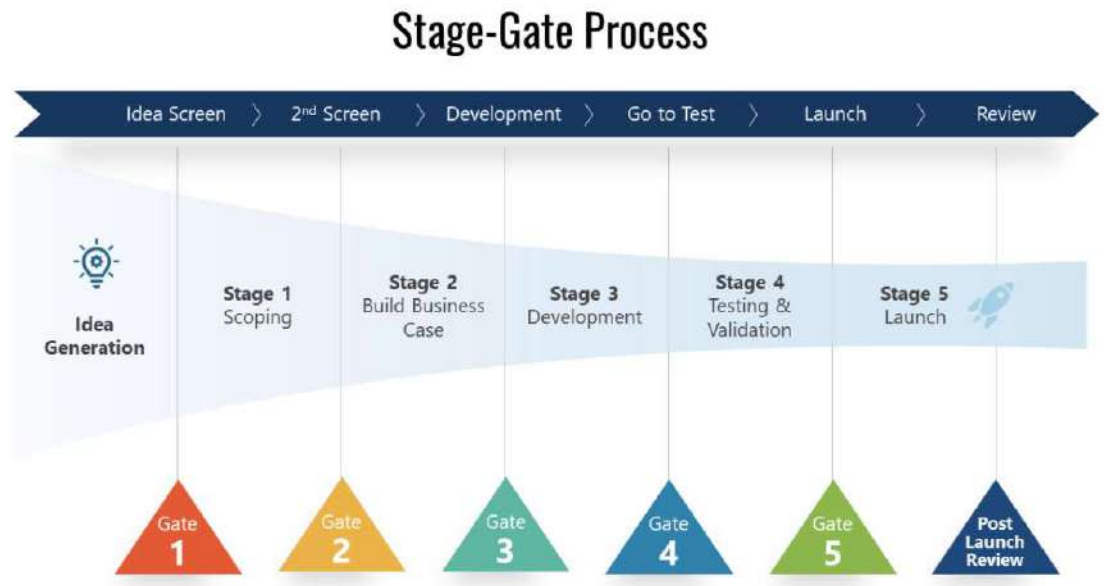 Stage-Gate Process
Idea Screen
2nd Screen
Development
Go to Test
Launch
Review
Idea
Generation
Stage 1
Scoping
Stage 2
Build Business
Case
Stage 3
Development
Stage 4
Testing &
Validation
Stage 5
Launch
Gate
1
Gate
2
Gate
3
Gate
4
Gate
5
Post
Launch
Review